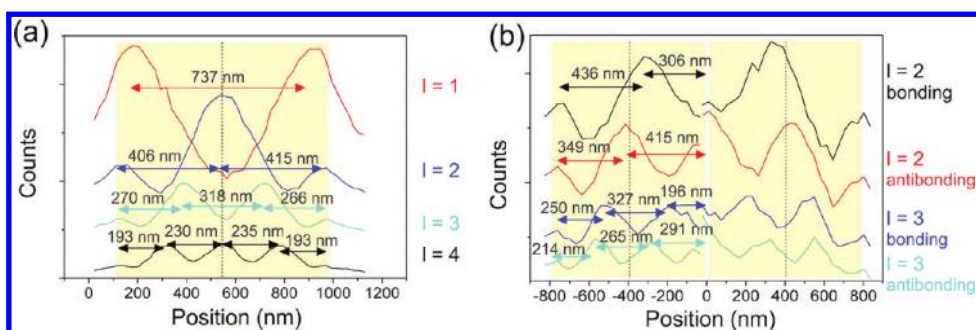 (a)
Counts
737 nm
406 nm
415 nm
270 nm
318 nm
266 nm
193 nm
230 nm
235 nm
193 nm
l = 1
l = 2
l = 3
l = 4
0 200 400 600 800 1000 1200
Position (nm)
(b)
Counts
306 nm
436 nm
349 nm
415 nm
250 nm
327 nm
196 nm
214 nm
265 nm
291 nm
l = 2
bonding
l = 2
antibonding
l = 3
bonding
l = 3
antibonding
-800 -600 -400 -200 0 200 400 600 800
Position (nm)